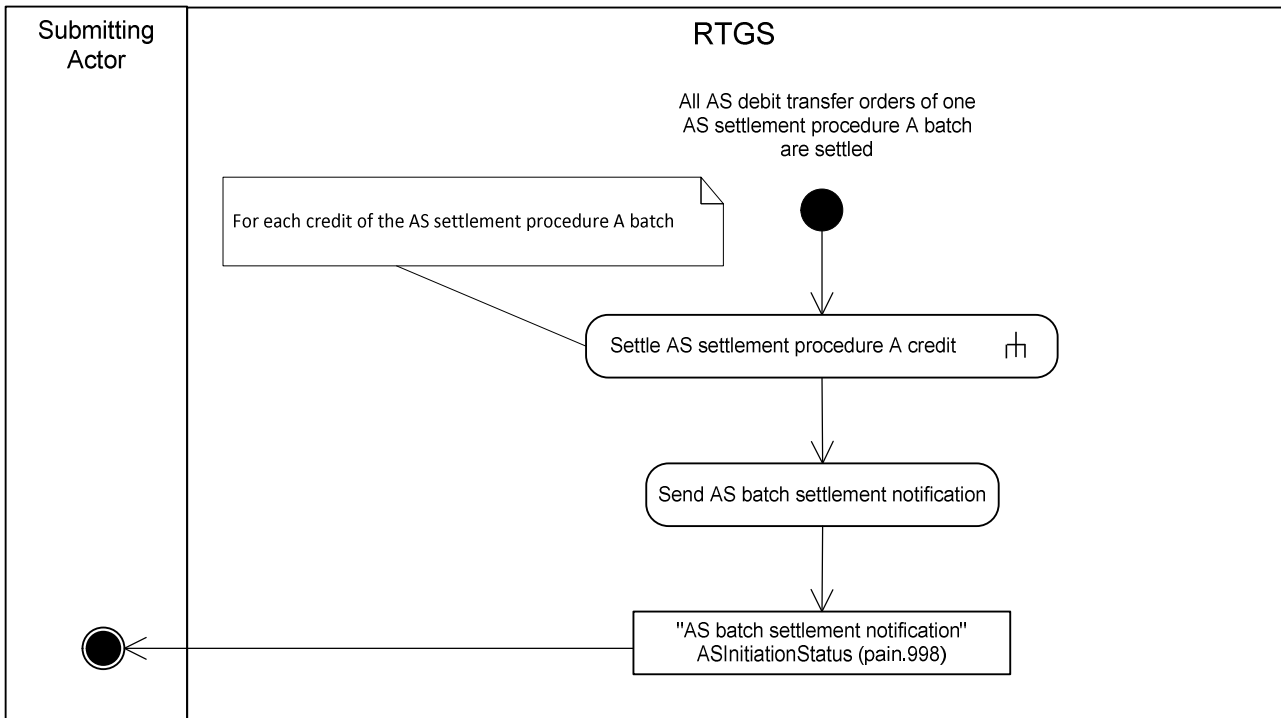 Submitting
Actor
RTGS
All AS debit transfer orders of one
AS settlement procedure A batch
are settled
For each credit of the AS settlement procedure A batch
Settle AS settlement procedure A credit
Send AS batch settlement notification
"AS batch settlement notification"
ASInitiationStatus (pain.998)